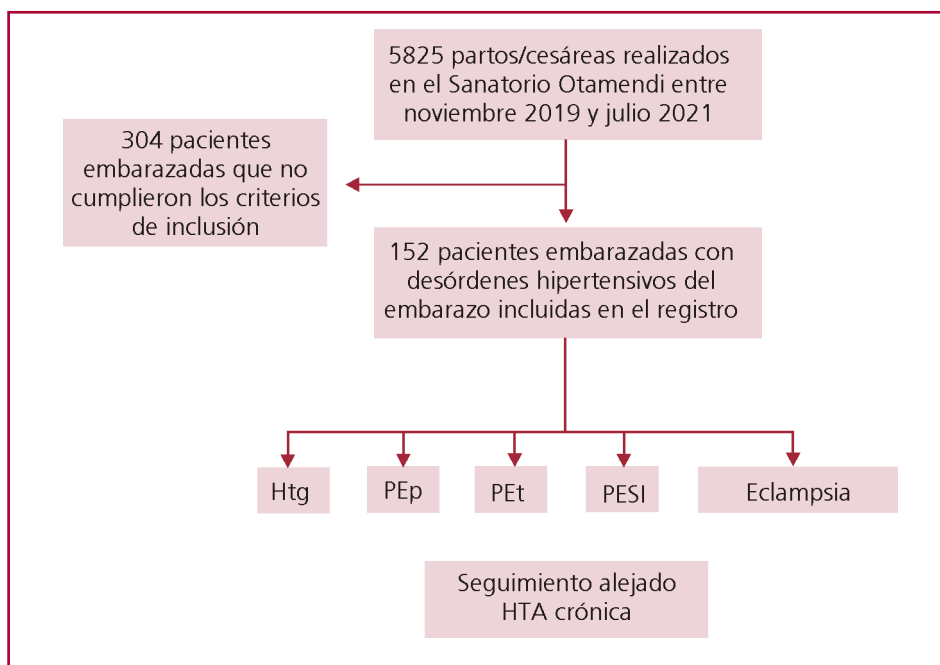 5825 partos/cesáreas realizados
en el Sanatorio Otamendi entre
noviembre 2019 y julio 2021
304 pacientes
embarazadas que no
cumplieron los criterios
de inclusión
152 pacientes embarazadas con
desórdenes hipertensivos del
embarazo incluidas en el registro
Htg
PEp
PEt
PESI
Eclampsia
Seguimiento alejado
HTA crónica